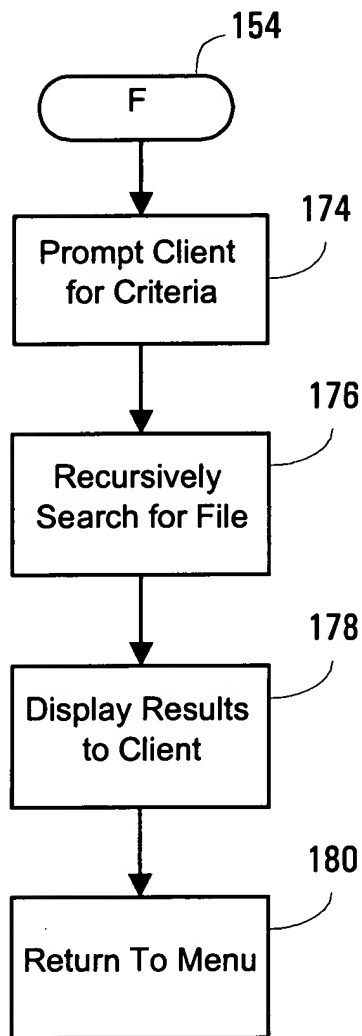 154
F
174
Prompt Client
for Criteria
176
Recursively
Search for File
178
Display Results
to Client
180
Return To Menu